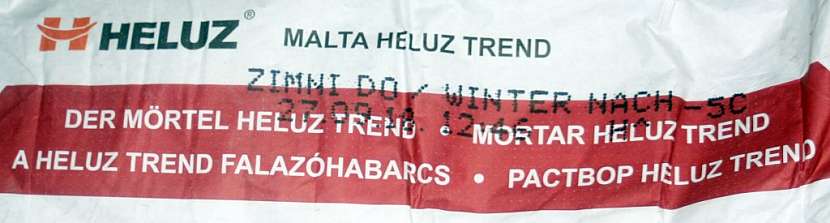 HELUZ® MALTA HELUZ TREND
ZIMNI DO / WINTER NACH -5C
DER MÖRTEL HELUZ TREND • MORTAR HELUZ TREND
A HELUZ TREND FALAZÓHABARCS • РАСТВОР HELUZ TREND